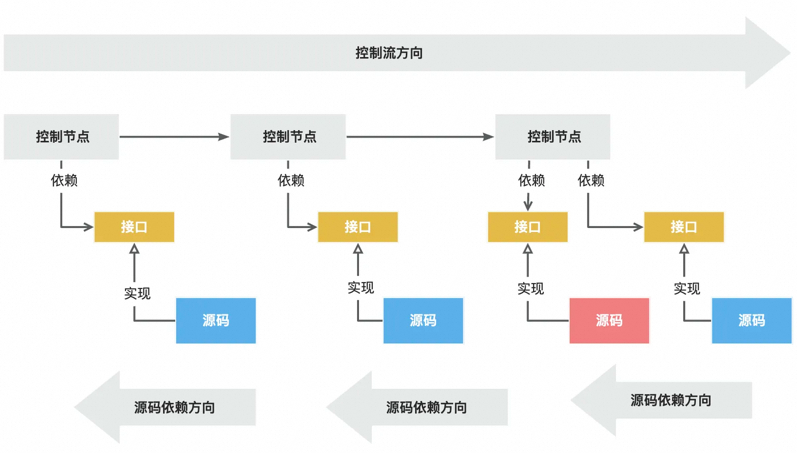 控制流方向
控制节点
控制节点
控制节点
依赖
依赖
依赖
依赖
接口
接口
接口
接口
实现
实现
实现
实现
源码
源码
源码
源码
源码依赖方向
源码依赖方向
源码依赖方向